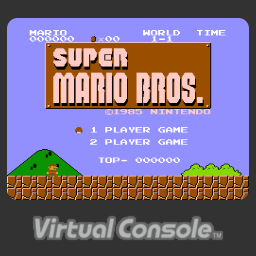 MARIO WORLD TIME
000000 ×00 1-1
SUPER
MARIO BROS.
©1985 NINTENDO
1 PLAYER GAME
2 PLAYER GAME
TOP- 000000
Virtual Console™